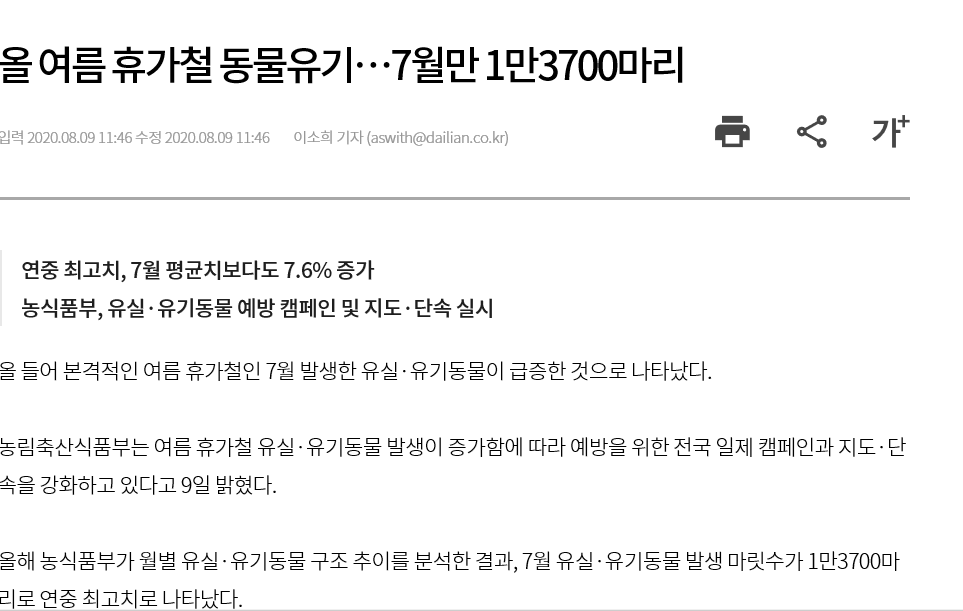 올 여름 휴가철 동물유기…7월만 1만3700마리
입력 2020.08.09 11:46 수정 2020.08.09 11:46 이소희 기자 (aswith@dailian.co.kr)
가+
연중 최고치, 7월 평균치보다도 7.6% 증가
농식품부, 유실·유기동물 예방 캠페인 및 지도·단속 실시
올 들어 본격적인 여름 휴가철인 7월 발생한 유실·유기동물이 급증한 것으로 나타났다.
농림축산식품부는 여름 휴가철 유실·유기동물 발생이 증가함에 따라 예방을 위한 전국 일제 캠페인과 지도·단
속을 강화하고 있다고 9일 밝혔다.
올해 농식품부가 월별 유실·유기동물 구조 추이를 분석한 결과, 7월 유실·유기동물 발생 마릿수가 1만3700마
리로 연중 최고치로 나타났다.